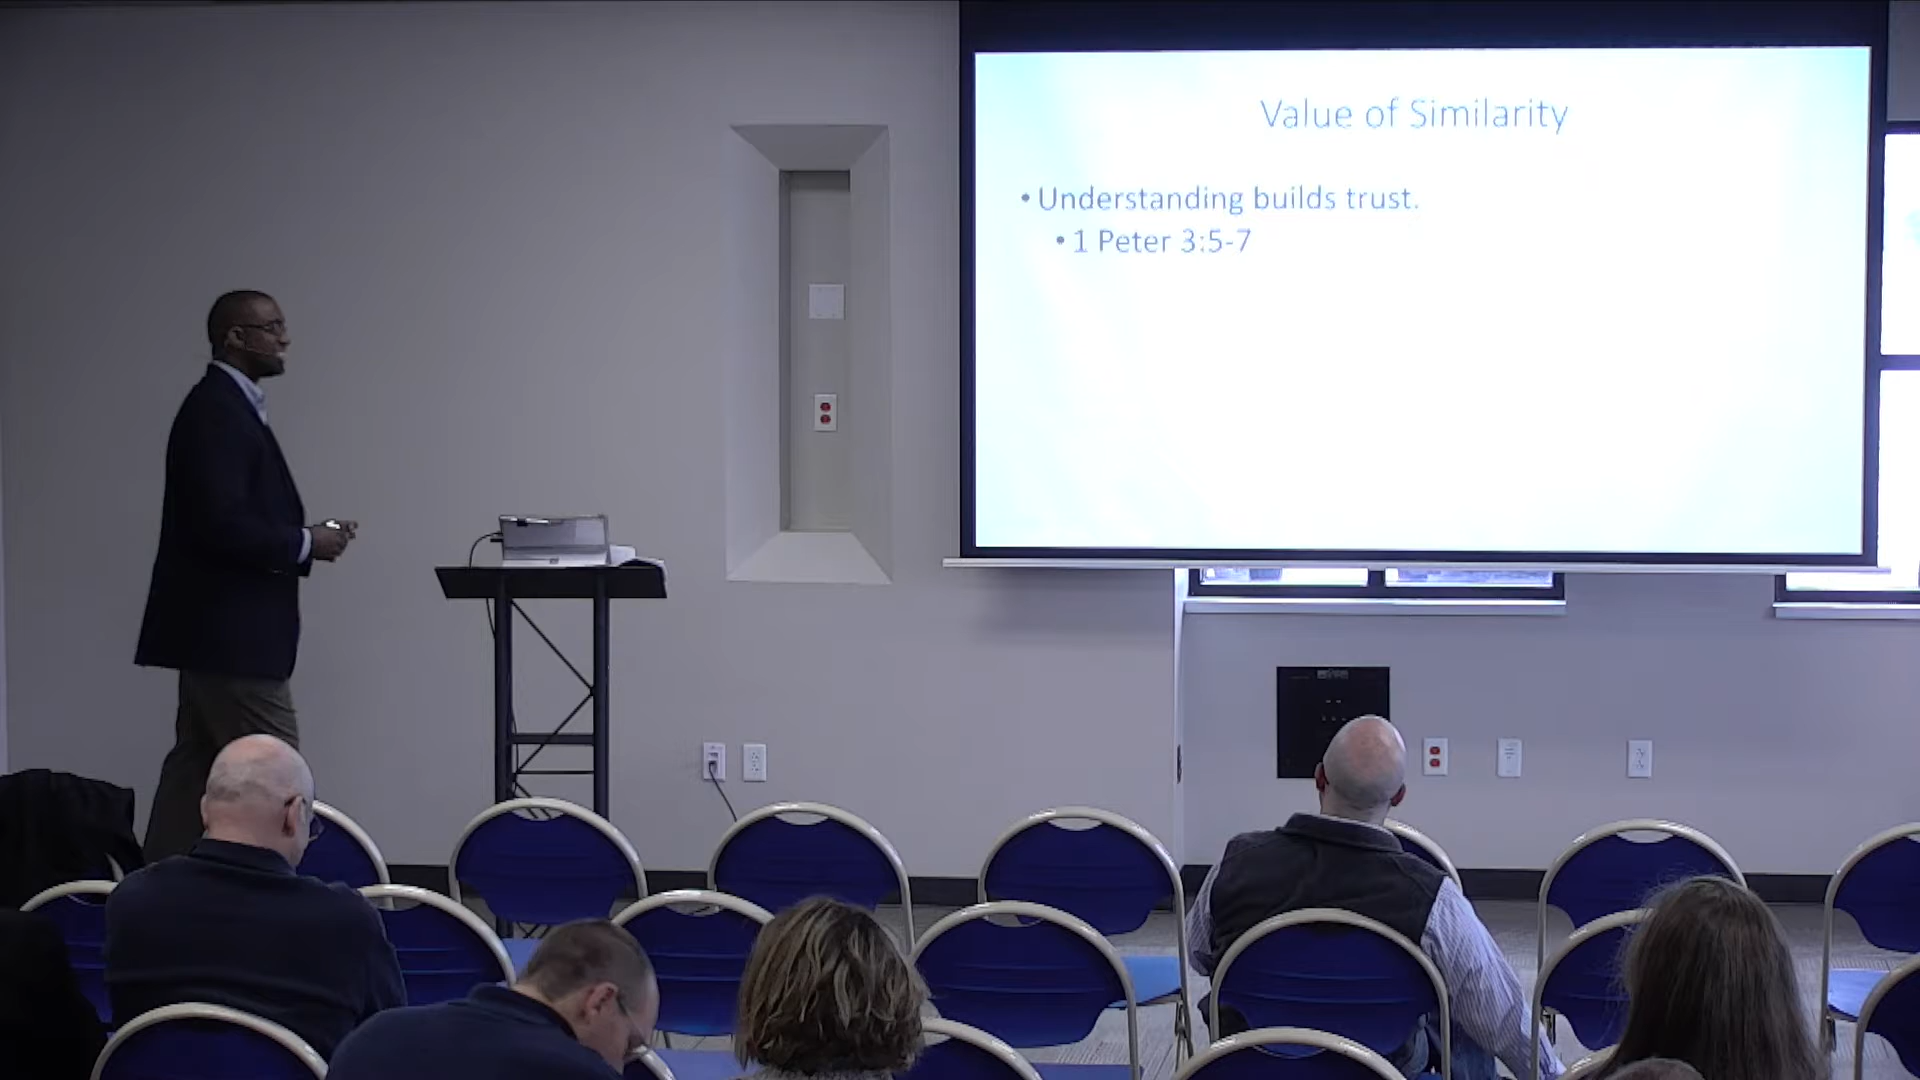 Value of Similarity
• Understanding builds trust.
• 1 Peter 3:5-7